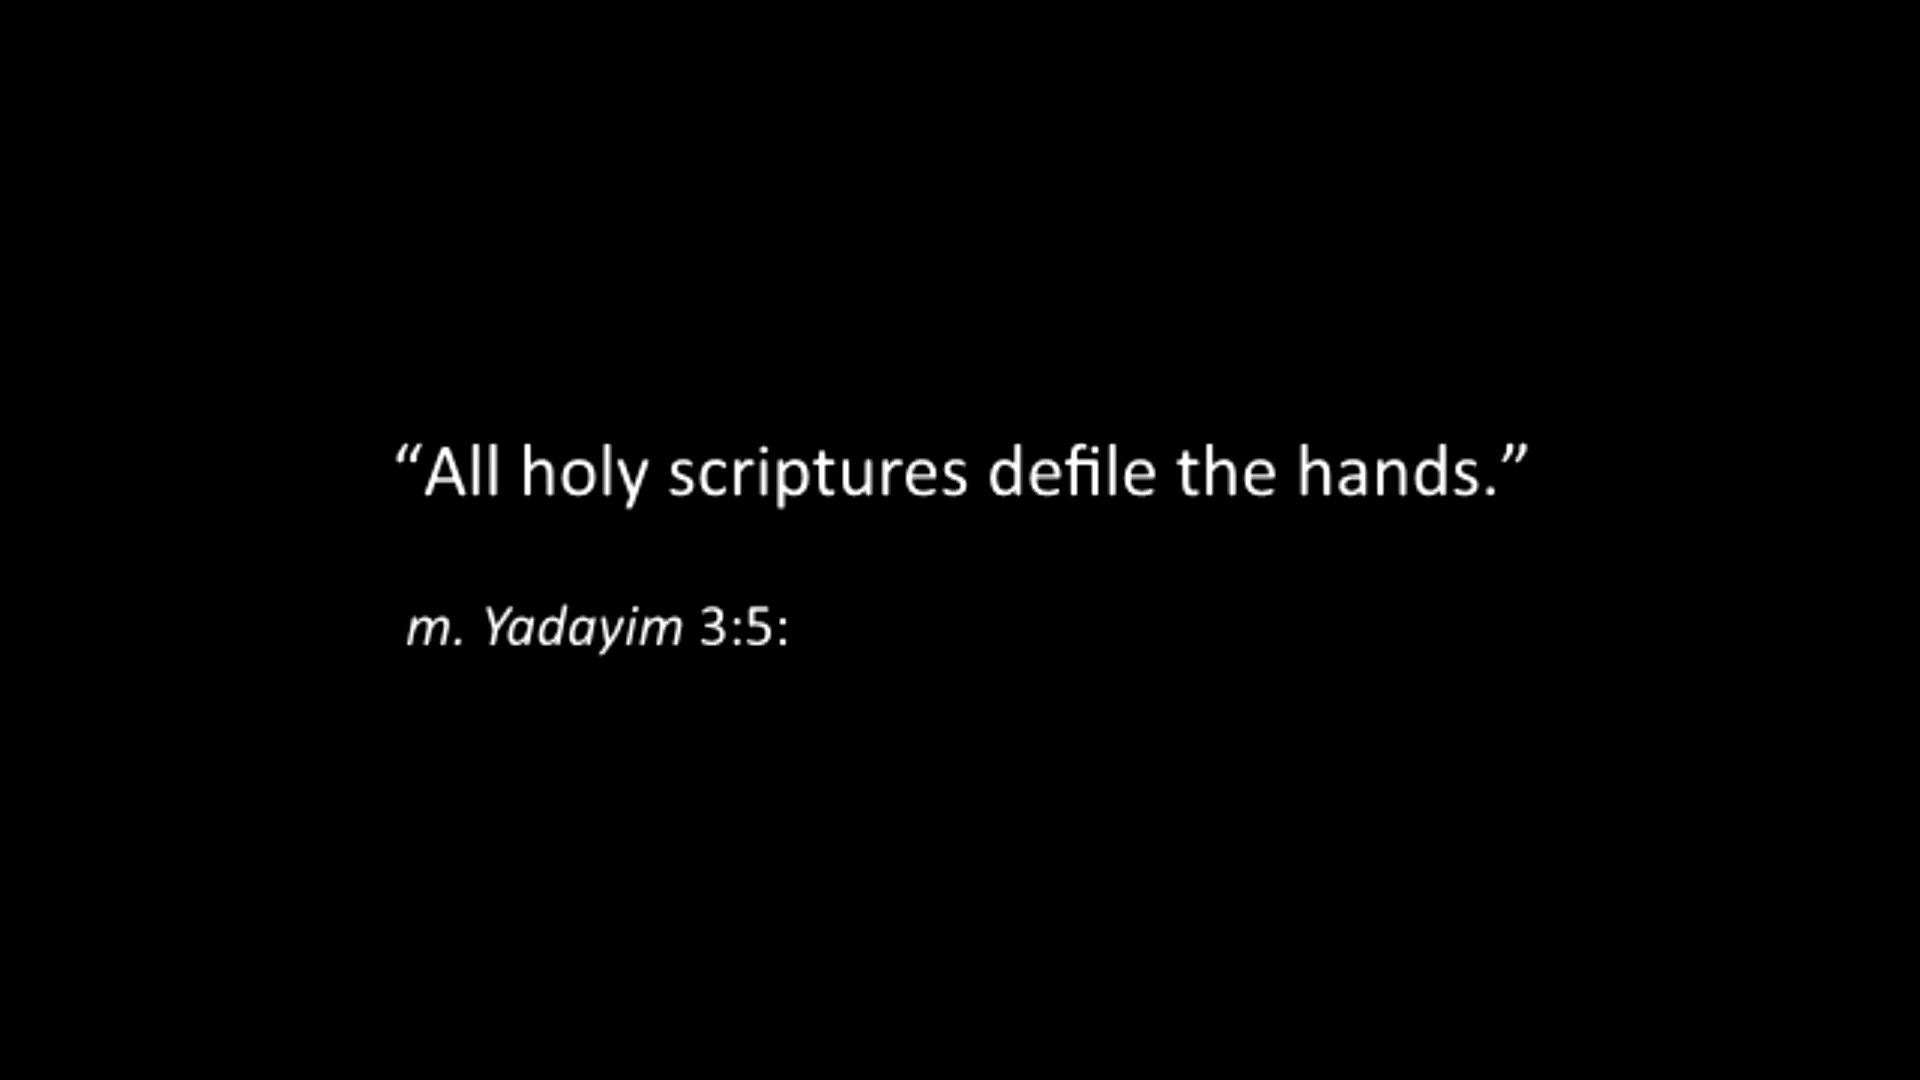 “All holy scriptures defile the hands.”
m. Yadayim 3:5: